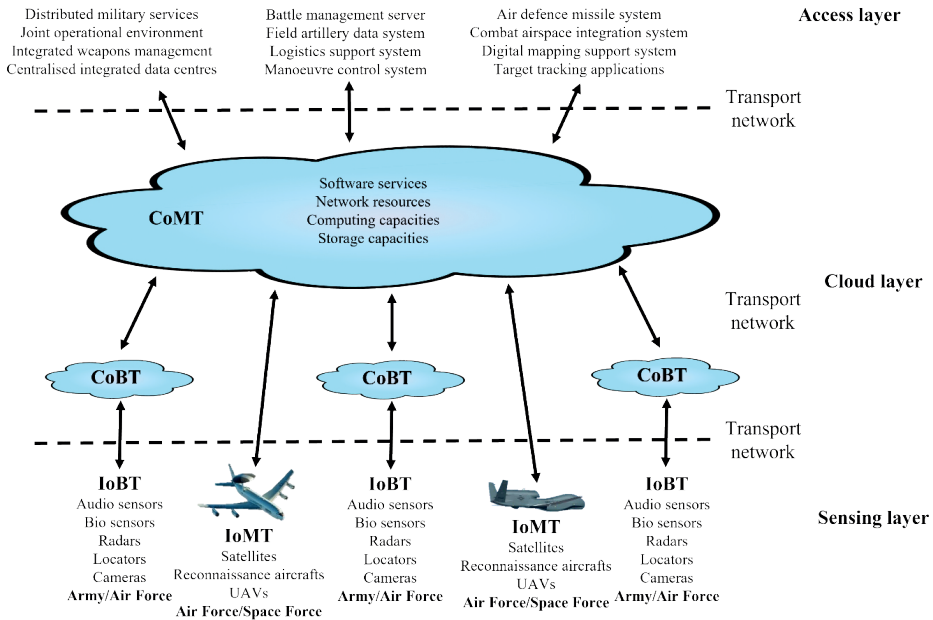 Distributed military services
Joint operational environment
Integrated weapons management
Centralised integrated data centres
Battle management server
Field artillery data system
Logistics support system
Manoeuvre control system
Air defence missile system
Combat airspace integration system
Digital mapping support system
Target tracking applications
Access layer
Transport
network
CoMT
Software services
Network resources
Computing capacities
Storage capacities
Cloud layer
Transport
network
CoBT
CoBT
CoBT
Transport
network
IoBT
Audio sensors
Bio sensors
Radars
Locators
Cameras
Army/Air Force
IoMT
Satellites
Reconnaissance aircrafts
UAVs
Air Force/Space Force
IoBT
Audio sensors
Bio sensors
Radars
Locators
Cameras
Army/Air Force
IoMT
Satellites
Reconnaissance aircrafts
UAVs
Air Force/Space Force
IoBT
Audio sensors
Bio sensors
Radars
Locators
Cameras
Army/Air Force
Sensing layer